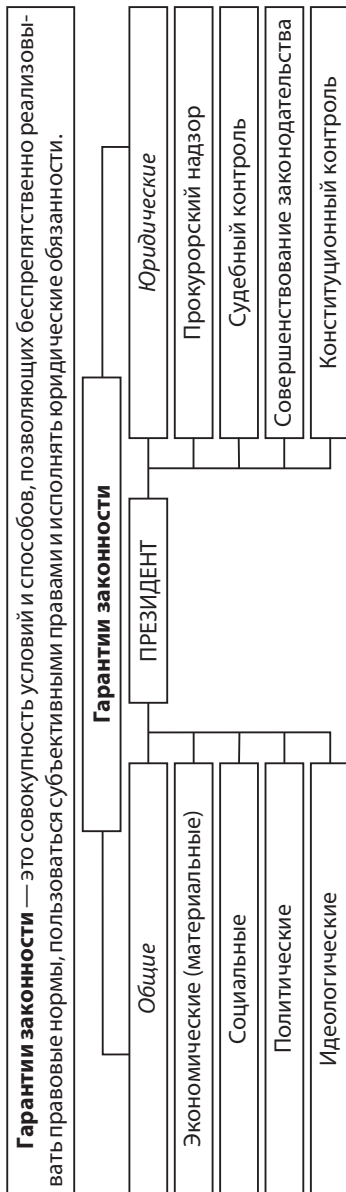 Гарантии законности — это совокупность условий и способов, позволяющих беспрепятственно реализовы-
вать правовые нормы, пользоваться субъективными правами и исполнять юридические обязанности.
Гарантии законности
Общие
ПРЕЗИДЕНТ
Юридические
Экономические (материальные)
Прокурорский надзор
Социальные
Судебный контроль
Политические
Совершенствование законодательства
Идеологические
Конституционный контроль